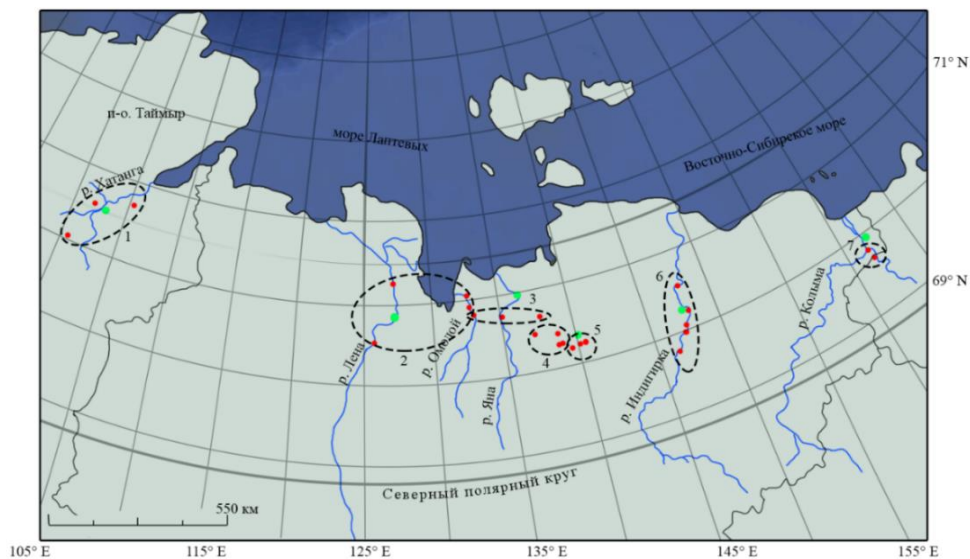 71° N
п-о. Таймыр
море Лаптевых
Восточно-Сибирское море
р. Хатанга
1
7
69° N
6
3
р. Колыма
5
р. Омолой
4
2
р. Лена
р. Индигирка
р. Яна
Северный полярный круг
550 км
105° E
115° E
125° E
135° E
145° E
155° E